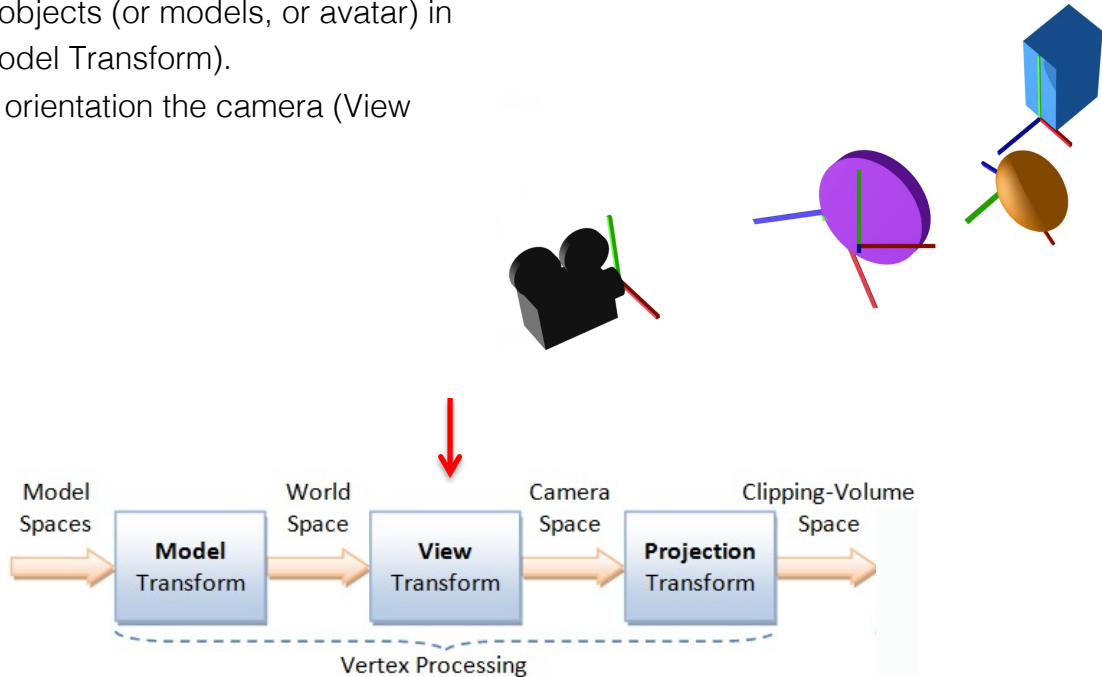 objects (or models, or avatar) in
odel Transform).
orientation the camera (View
Model
Spaces
World
Space
Camera
Space
Clipping-Volume
Space
Model
Transform
View
Transform
Projection
Transform
Vertex Processing